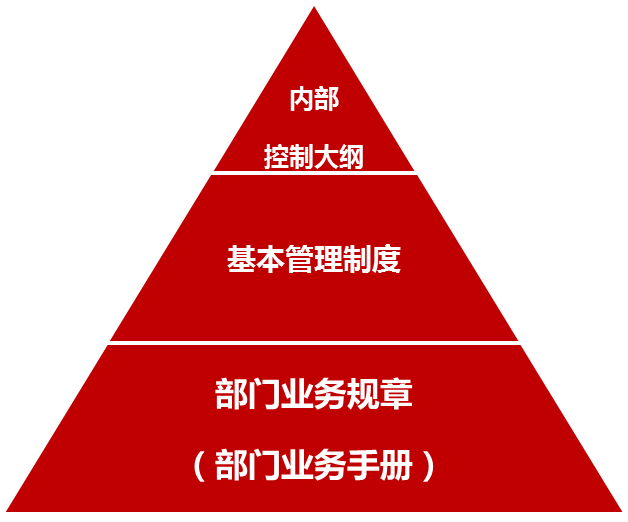 内部
控制大纲
基本管理制度
部门业务规章
（部门业务手册）